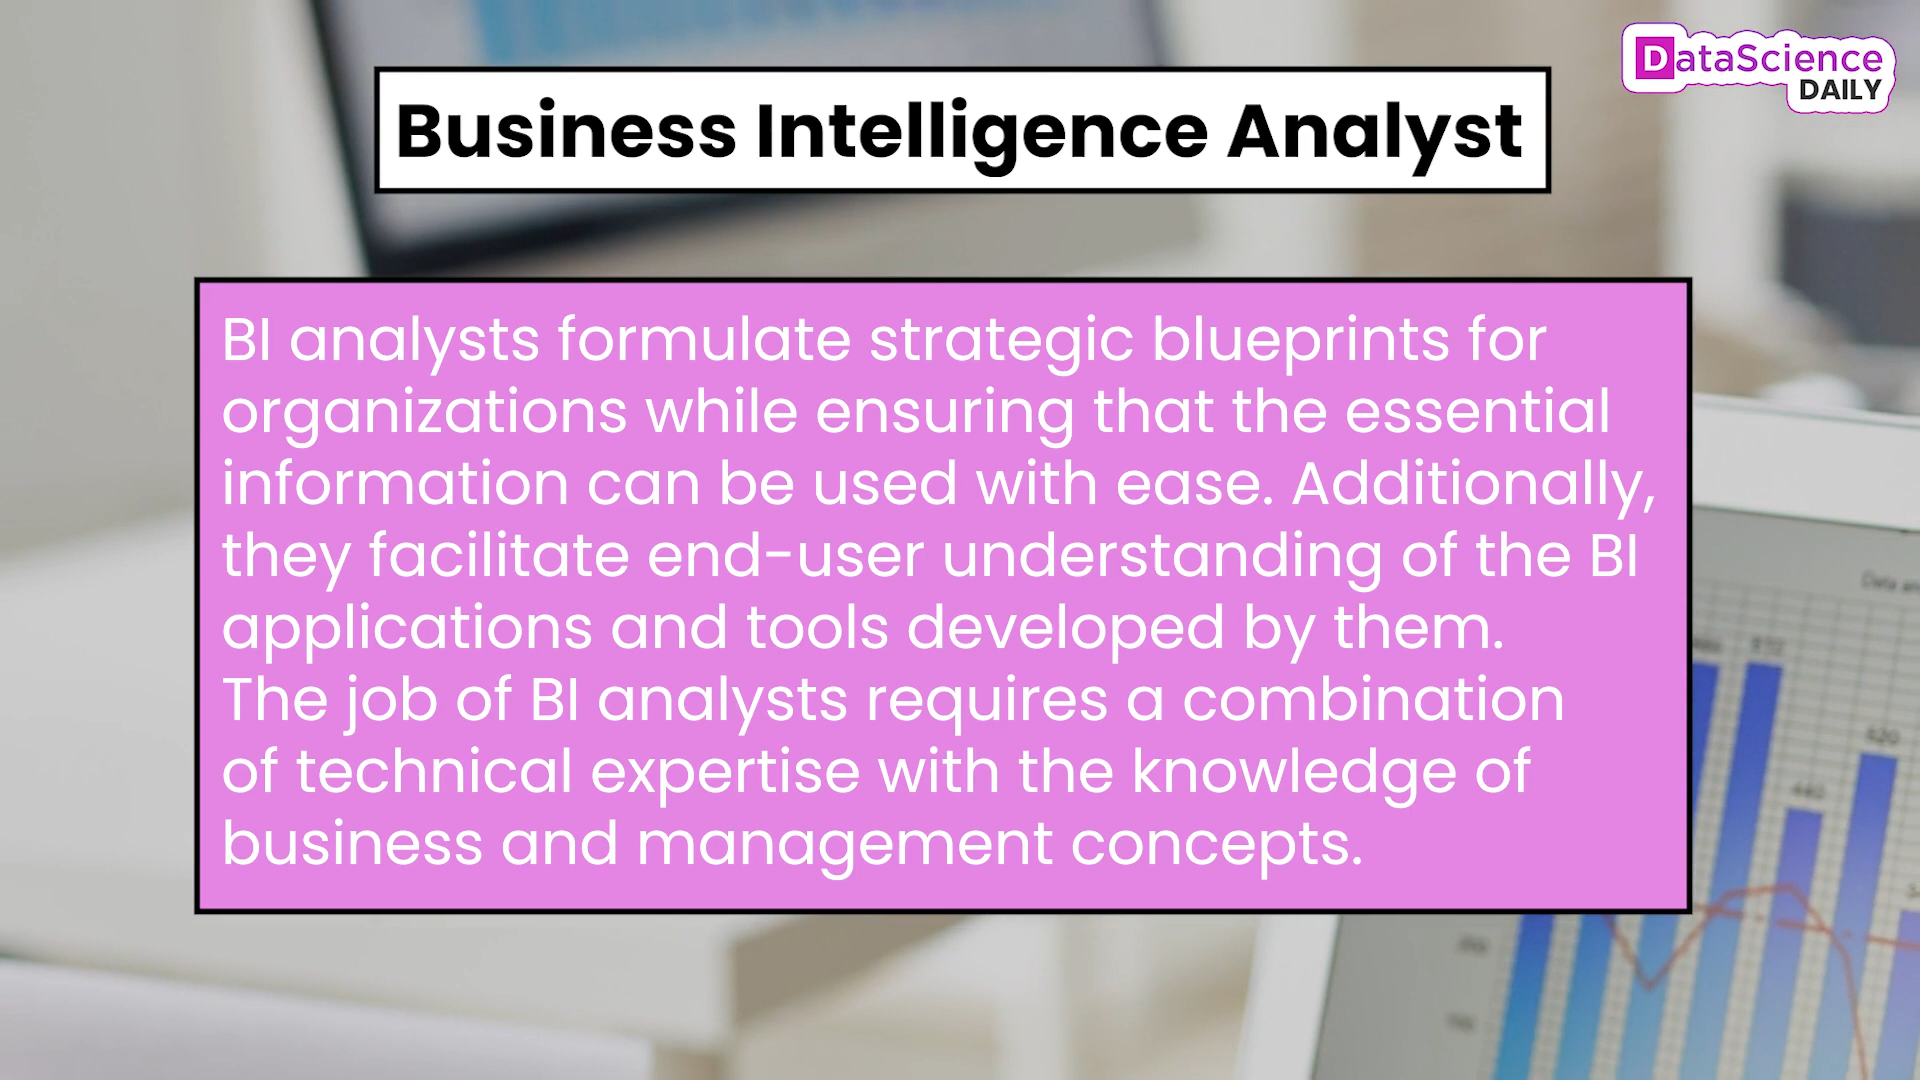 DataScience
DAILY
Business Intelligence Analyst
BI analysts formulate strategic blueprints for
organizations while ensuring that the essential
information can be used with ease. Additionally,
they facilitate end-user understanding of the BI
applications and tools developed by them.
The job of BI analysts requires a combination
of technical expertise with the knowledge of
business and management concepts.
420